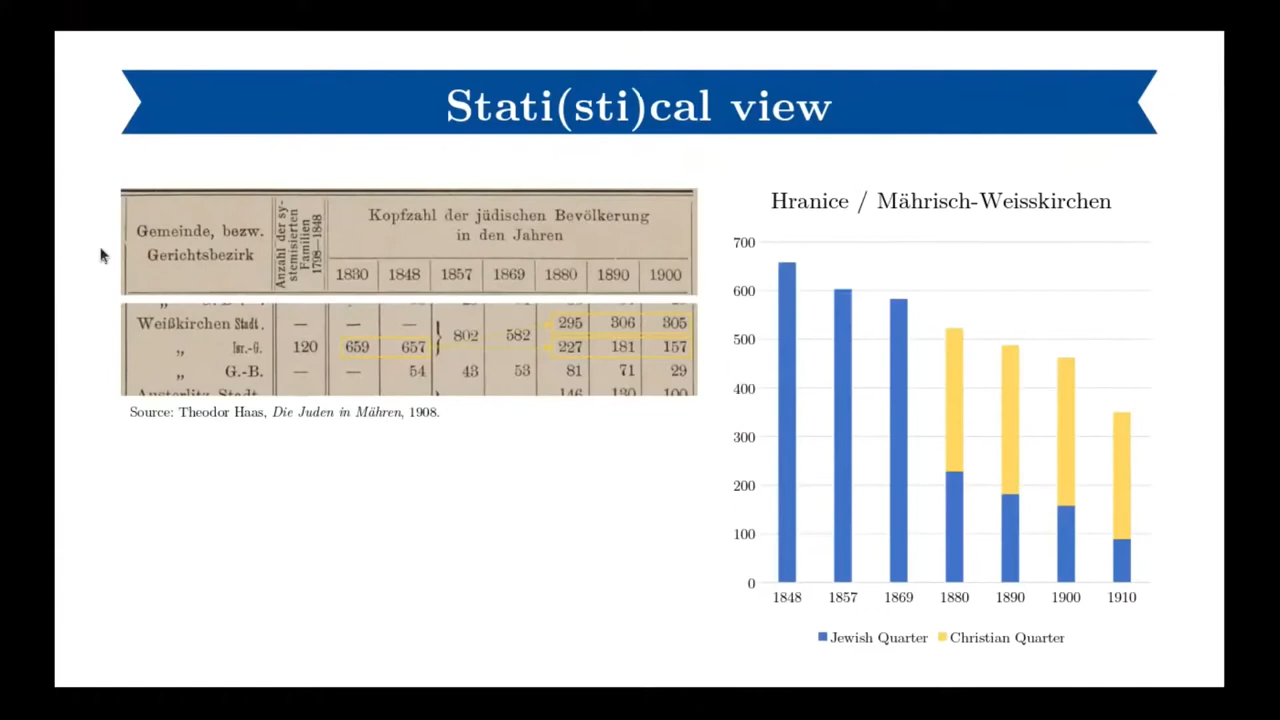 Stati(sti)cal view
Gemeinde, bezw.
Gerichtsbezirk
Anzahl der sy-
stemisierten
Familien
1798—1848
Kopfzahl der jüdischen Bevölkerung
in den Jahren
1830 1848 1857 1869 1880 1890 1900
Weißkirchen Stadt. — — — 802 582 295 306 305
„ Isr.-G. 120 659 657 227 181 157
„ G.-B. — — 54 43 53 81 71 29
Austerlitz Stadt 146 130 100
Source: Theodor Haas, Die Juden in Mähren, 1908.
Hranice / Mährisch-Weisskirchen
700
600
500
400
300
200
100
0
1848 1857 1869 1880 1890 1900 1910
Jewish Quarter Christian Quarter